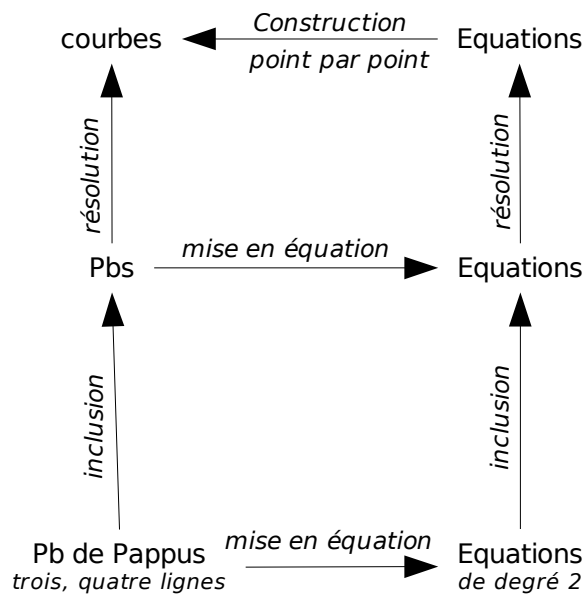 Construction
courbes
Equations
point par point
résolution
résolution
mise en équation
Pbs
Equations
inclusion
inclusion
Pb de Pappus
mise en équation
Equations
trois, quatre lignes
de degré 2